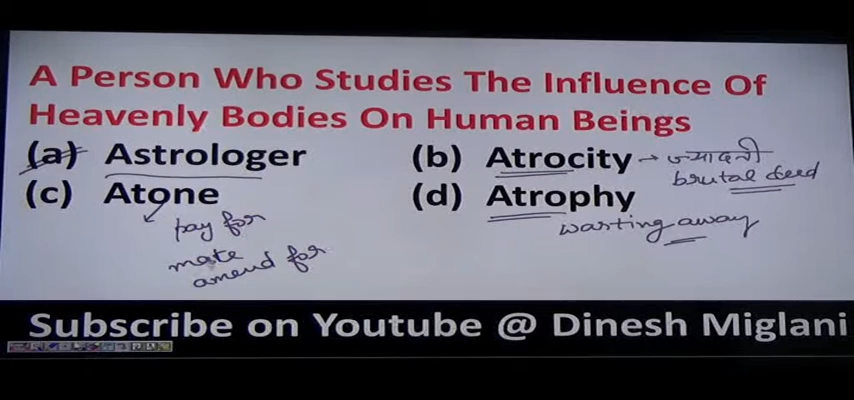 A Person Who Studies The Influence Of
Heavenly Bodies On Human Beings
(a) Astrologer (b) Atrocity → ज्यादती
brutal deed
(c) Atone (d) Atrophy
pay for
wasting away
make
amend for
Subscribe on Youtube @ Dinesh Miglani